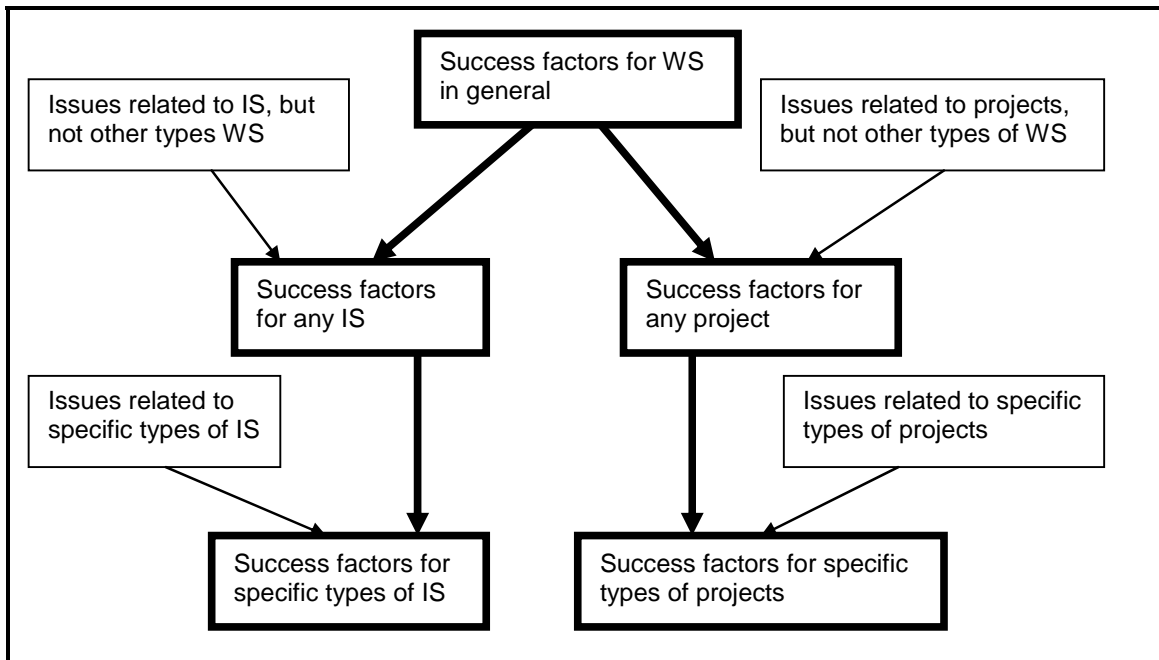 Success factors for WS
in general
Issues related to IS, but
not other types WS
Issues related to projects,
but not other types of WS
Success factors
for any IS
Success factors for
any project
Issues related to
specific types of IS
Issues related to specific
types of projects
Success factors for
specific types of IS
Success factors for specific
types of projects